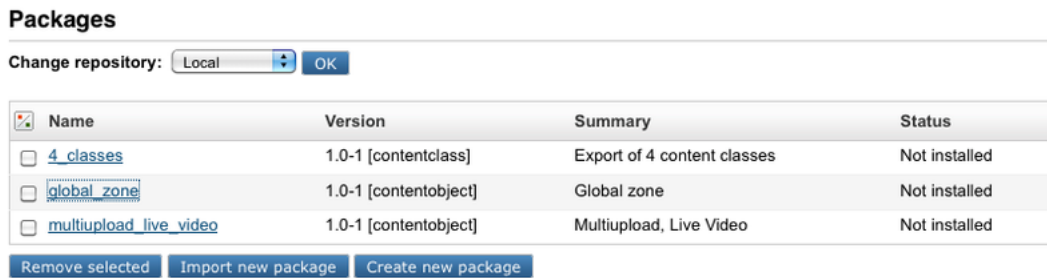 Packages
Change repository: Local OK
Name Version Summary Status
4_classes 1.0-1 [contentclass] Export of 4 content classes Not installed
global_zone 1.0-1 [contentobject] Global zone Not installed
multiupload_live_video 1.0-1 [contentobject] Multiupload, Live Video Not installed
Remove selected Import new package Create new package